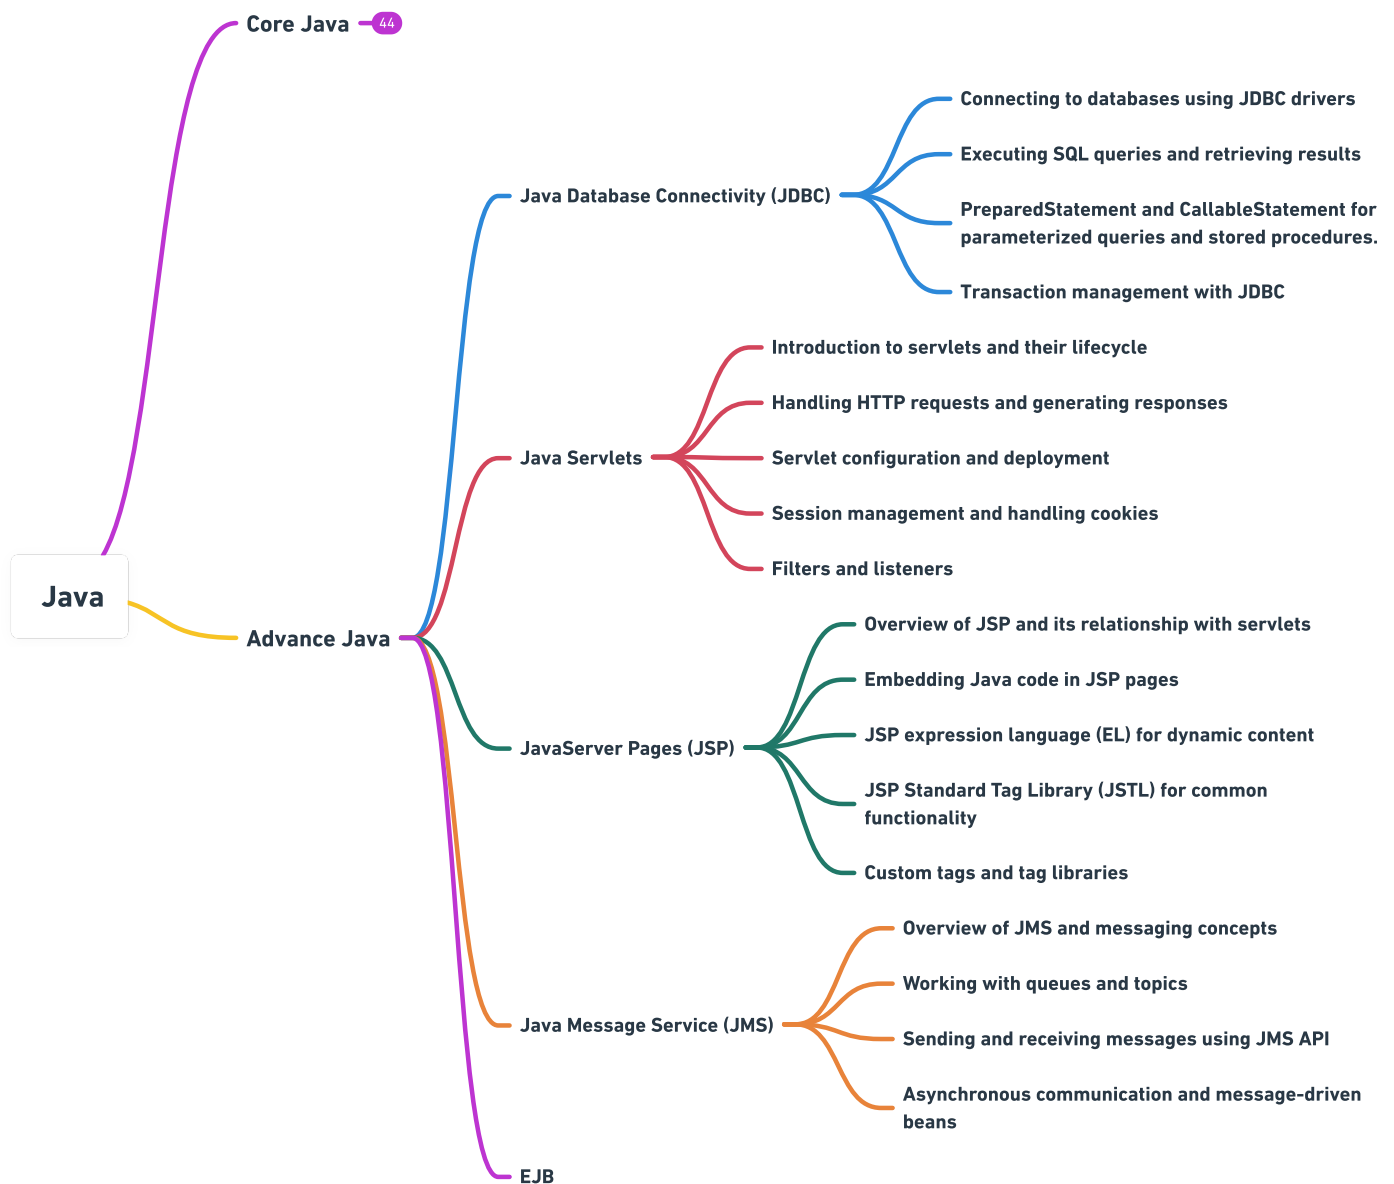 Core Java
44
Connecting to databases using JDBC drivers
Executing SQL queries and retrieving results
Java Database Connectivity (JDBC)
PreparedStatement and CallableStatement for
parameterized queries and stored procedures.
Transaction management with JDBC
Introduction to servlets and their lifecycle
Handling HTTP requests and generating responses
Java Servlets
Servlet configuration and deployment
Session management and handling cookies
Filters and listeners
Java
Advance Java
Overview of JSP and its relationship with servlets
Embedding Java code in JSP pages
JavaServer Pages (JSP)
JSP expression language (EL) for dynamic content
JSP Standard Tag Library (JSTL) for common
functionality
Custom tags and tag libraries
Overview of JMS and messaging concepts
Working with queues and topics
Java Message Service (JMS)
Sending and receiving messages using JMS API
Asynchronous communication and message-driven
beans
EJB